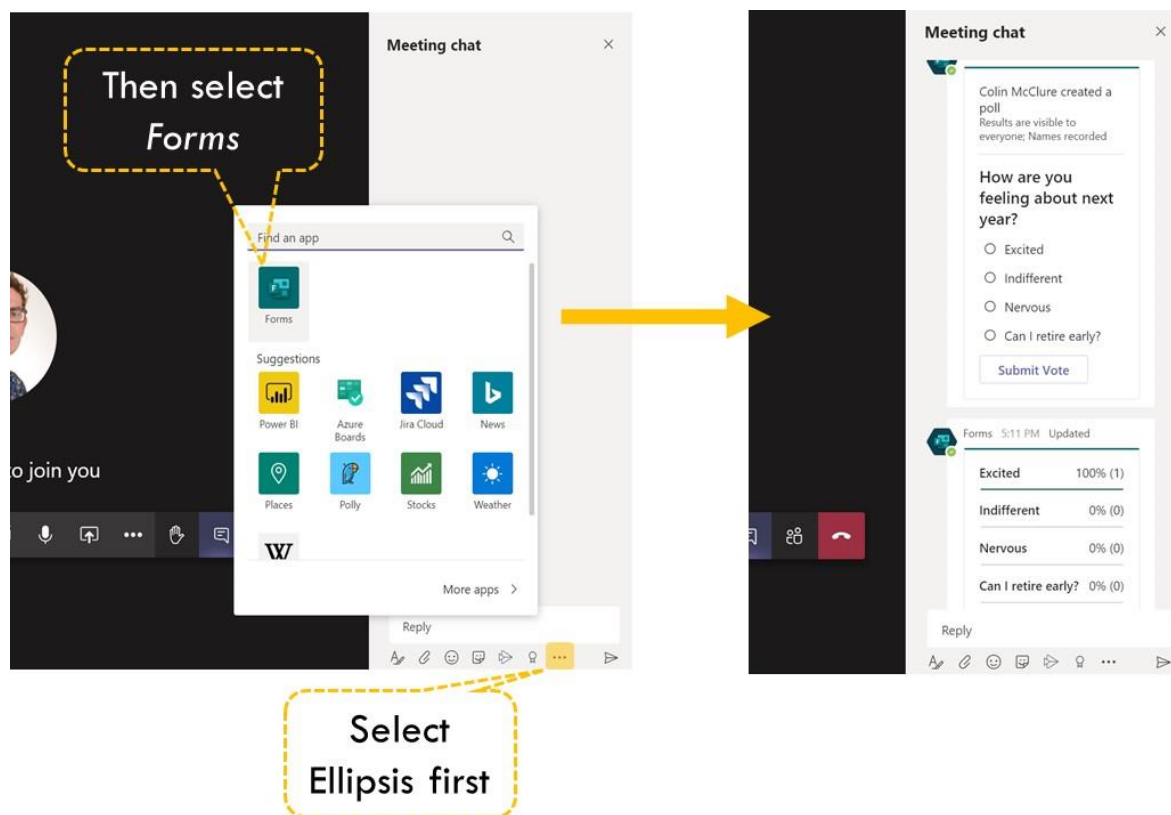 Then select
Forms
Meeting chat
Find an app
Forms
Suggestions
Power BI
Azure
Boards
Jira Cloud
News
Places
Polly
Stocks
Weather
W
More apps
to join you
Reply
Select
Ellipsis first
Meeting chat
Colin McClure created a
poll
Results are visible to
everyone; Names recorded
How are you
feeling about next
year?
Excited
Indifferent
Nervous
Can I retire early?
Submit Vote
Forms 5:11 PM Updated
Excited 100% (1)
Indifferent 0% (0)
Nervous 0% (0)
Can I retire early? 0% (0)
Reply